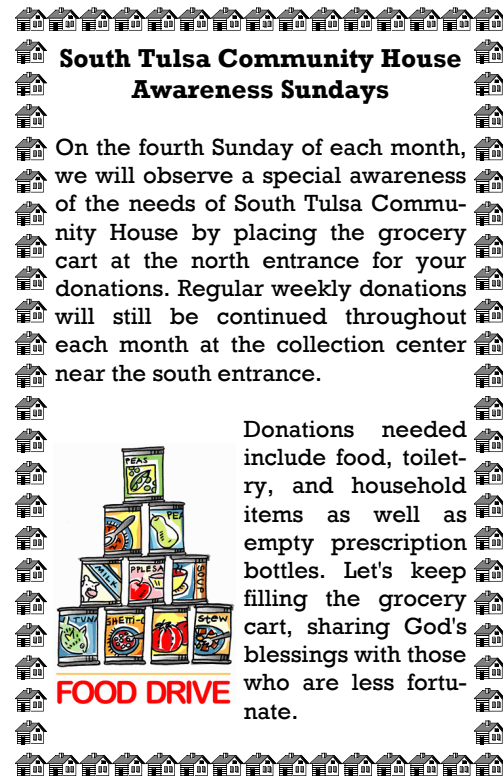 South Tulsa Community House
Awareness Sundays
On the fourth Sunday of each month,
we will observe a special awareness
of the needs of South Tulsa Commu-
nity House by placing the grocery
cart at the north entrance for your
donations. Regular weekly donations
will still be continued throughout
each month at the collection center
near the south entrance.
Donations needed
include food, toilet-
ry, and household
items as well as
empty prescription
bottles. Let's keep
filling the grocery
cart, sharing God's
blessings with those
who are less fortu-
nate.
PEAS
PEA
MILK
PPLESA
SOUP
TUNA
GHETTI-O
Stew
FOOD DRIVE